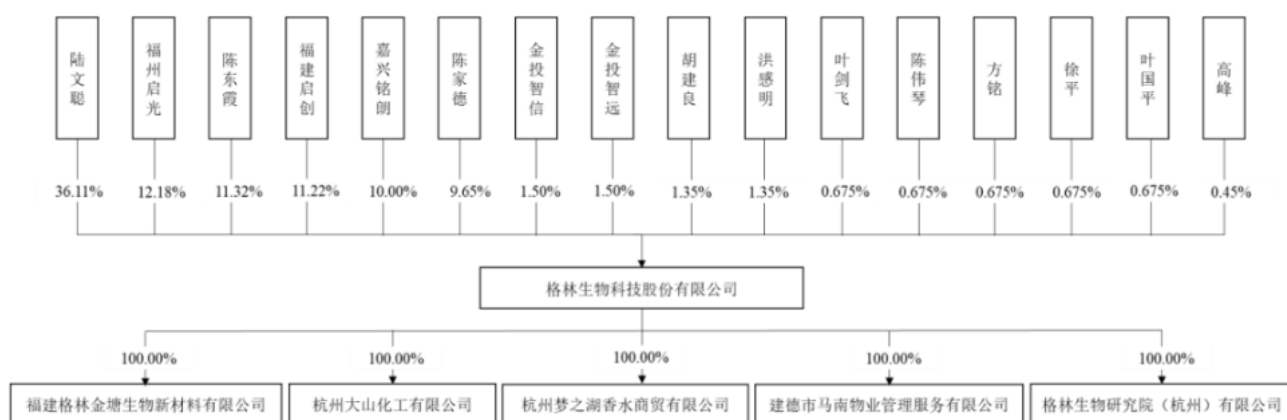 陆文聪
福州启光
陈东霞
福建启创
嘉兴铭朗
陈家德
金投智信
金投智远
胡建良
洪感明
叶剑飞
陈伟琴
方铭
徐平
叶国平
高峰
36.11%
12.18%
11.32%
11.22%
10.00%
9.65%
1.50%
1.50%
1.35%
1.35%
0.675%
0.675%
0.675%
0.675%
0.675%
0.45%
格林生物科技股份有限公司
100.00%
100.00%
100.00%
100.00%
100.00%
福建格林金塘生物新材料有限公司
杭州大山化工有限公司
杭州梦之湖香水商贸有限公司
建德市马南物业管理服务有限公司
格林生物研究院（杭州）有限公司